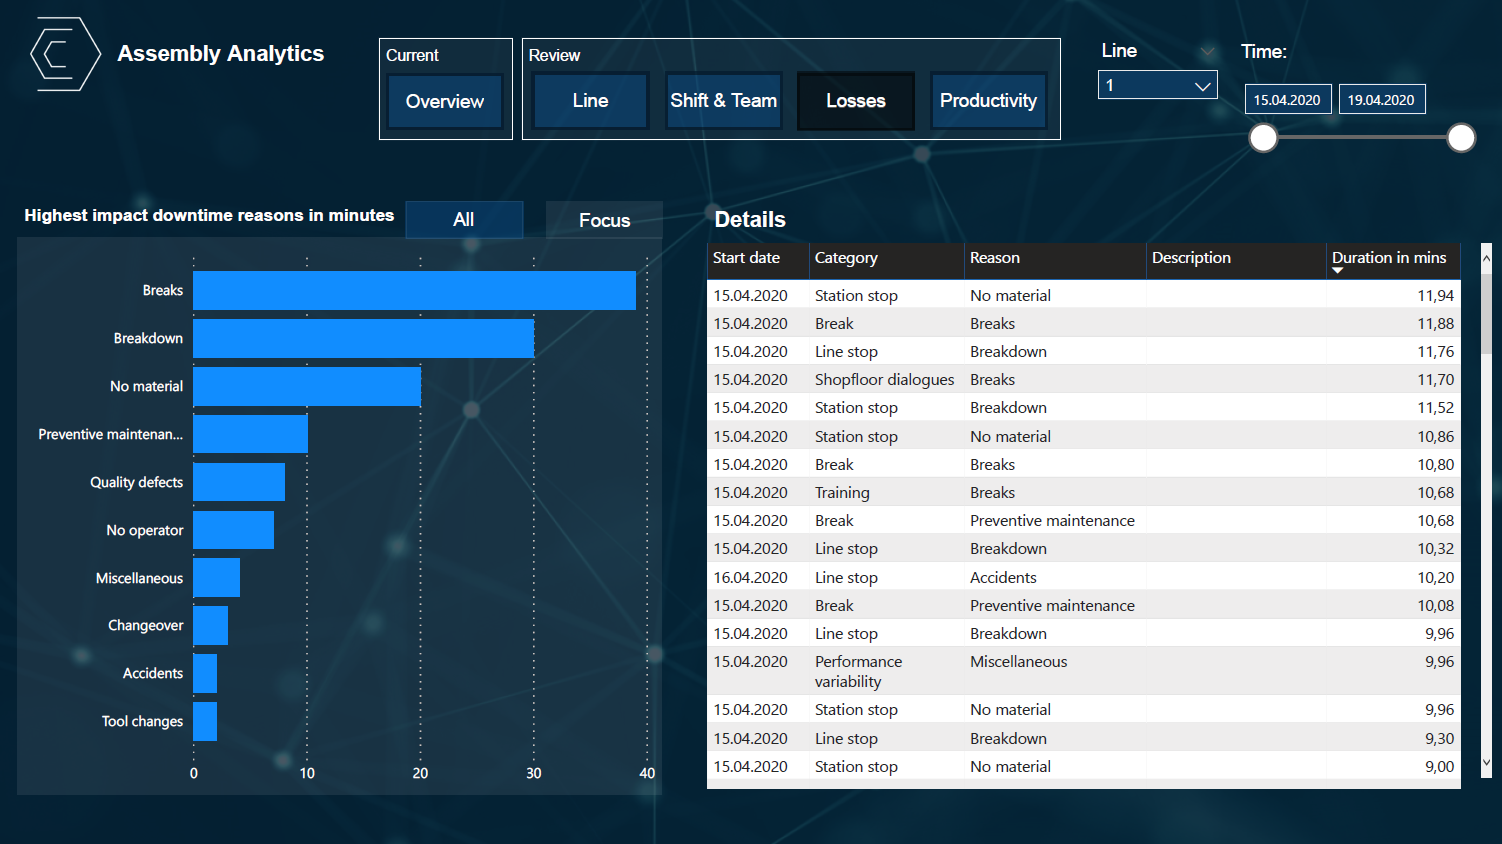 Assembly Analytics
Current
Overview
Review
Line
Shift & Team
Losses
Productivity
Line
1
Time:
15.04.2020
19.04.2020
Highest impact downtime reasons in minutes
All
Focus
Breaks
Breakdown
No material
Preventive maintenan...
Quality defects
No operator
Miscellaneous
Changeover
Accidents
Tool changes
0 10 20 30 40
Details
Start date Category Reason Description Duration in mins
15.04.2020 Station stop No material 11,94
15.04.2020 Break Breaks 11,88
15.04.2020 Line stop Breakdown 11,76
15.04.2020 Shopfloor dialogues Breaks 11,70
15.04.2020 Station stop Breakdown 11,52
15.04.2020 Station stop No material 10,86
15.04.2020 Break Breaks 10,80
15.04.2020 Training Breaks 10,68
15.04.2020 Break Preventive maintenance 10,68
15.04.2020 Line stop Breakdown 10,32
16.04.2020 Line stop Accidents 10,20
15.04.2020 Break Preventive maintenance 10,08
15.04.2020 Line stop Breakdown 9,96
15.04.2020 Performance Miscellaneous 9,96
variability
15.04.2020 Station stop No material 9,96
15.04.2020 Line stop Breakdown 9,30
15.04.2020 Station stop No material 9,00